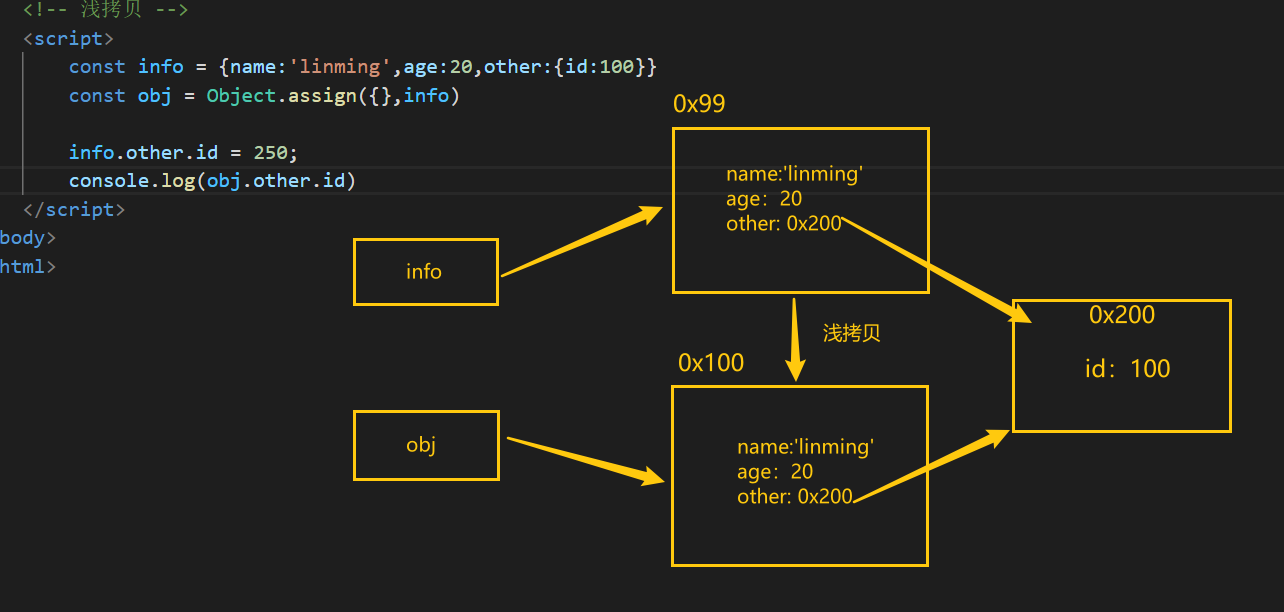 <!-- 浅拷贝 -->
<script>
const info = {name:'linming',age:20,other:{id:100}}
const obj = Object.assign({},info)
info.other.id = 250;
console.log(obj.other.id)
</script>
body>
html>
0x99
name:'linming'
age：20
other: 0x200
info
浅拷贝
0x200
id：100
0x100
obj
name:'linming'
age：20
other: 0x200